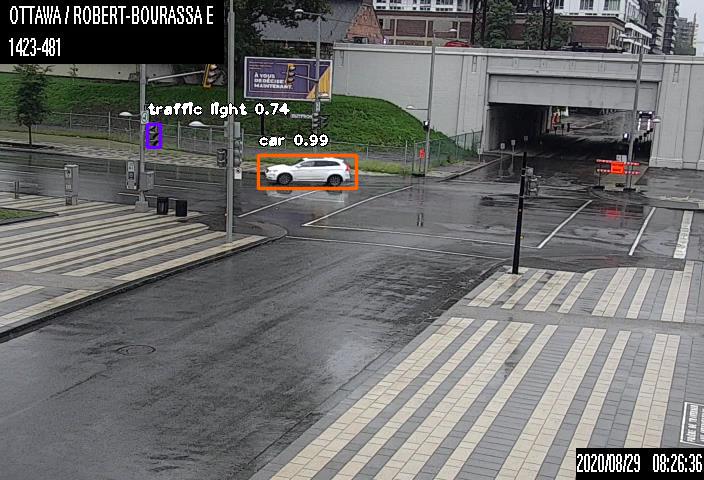 OTTAWA / ROBERT-BOURASSA E
1423-481
À VOUS
DE DÉCIDER
MAINTENANT.
traffic light 0.74
car 0.99
2020/08/29 08:26:36